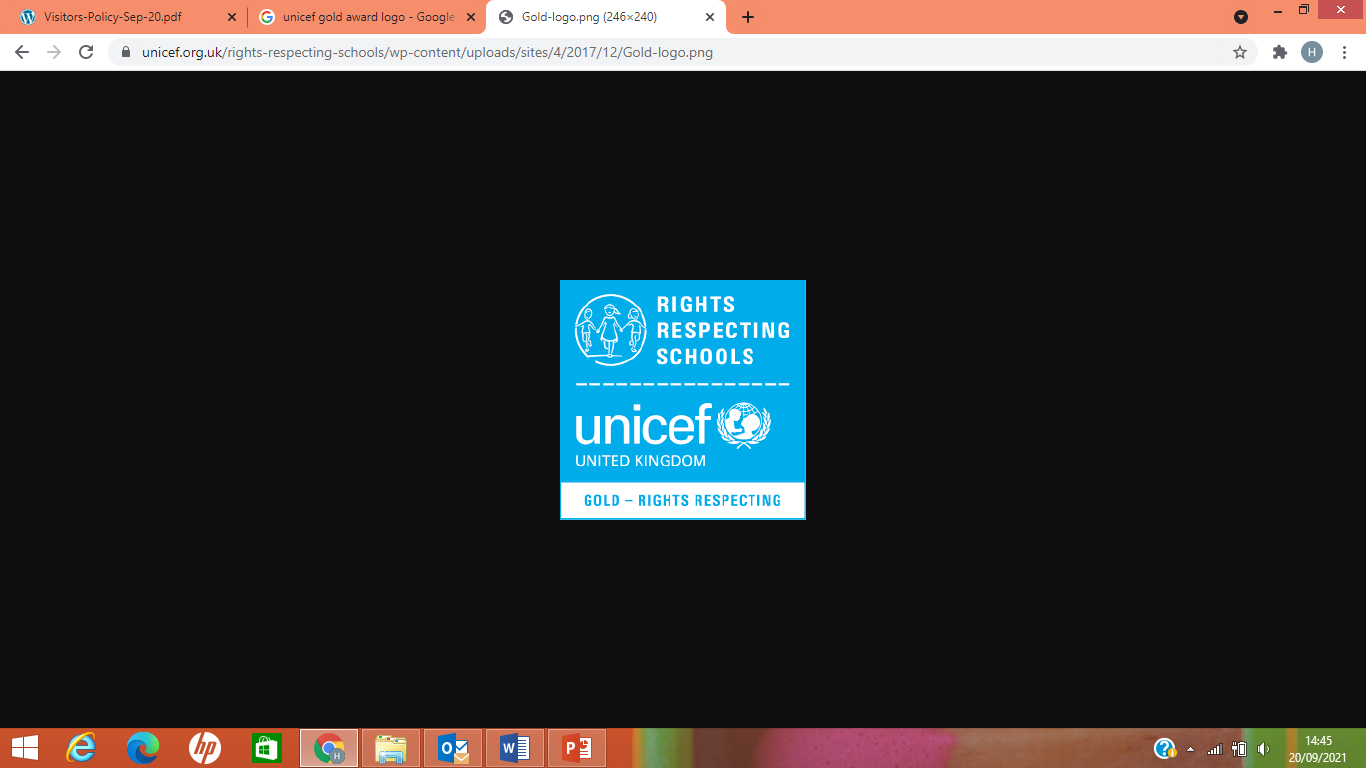 Visitors-Policy-Sep-20.pdf
unicef gold award logo - Google
Gold-logo.png (246×240)
unicef.org.uk/rights-respecting-schools/wp-content/uploads/sites/4/2017/12/Gold-logo.png
H
RIGHTS
RESPECTING
SCHOOLS
unicef
UNITED KINGDOM
GOLD – RIGHTS RESPECTING
14:45
20/09/2021